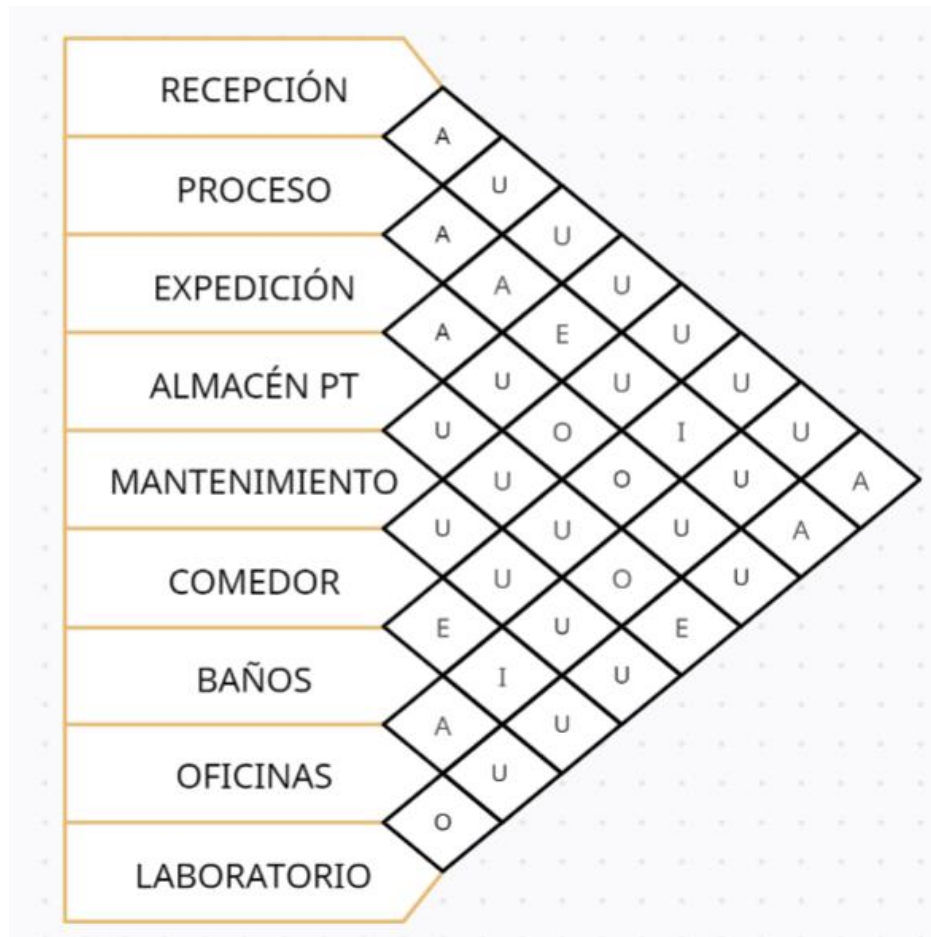 RECEPCIÓN
A
PROCESO U
A U
EXPEDICIÓN A U
A E U
ALMACÉN PT U U U
U O I U
MANTENIMIENTO U O U A
U U U A
COMEDOR U O U
E U E
BAÑOS I U
A U
OFICINAS U
O
LABORATORIO